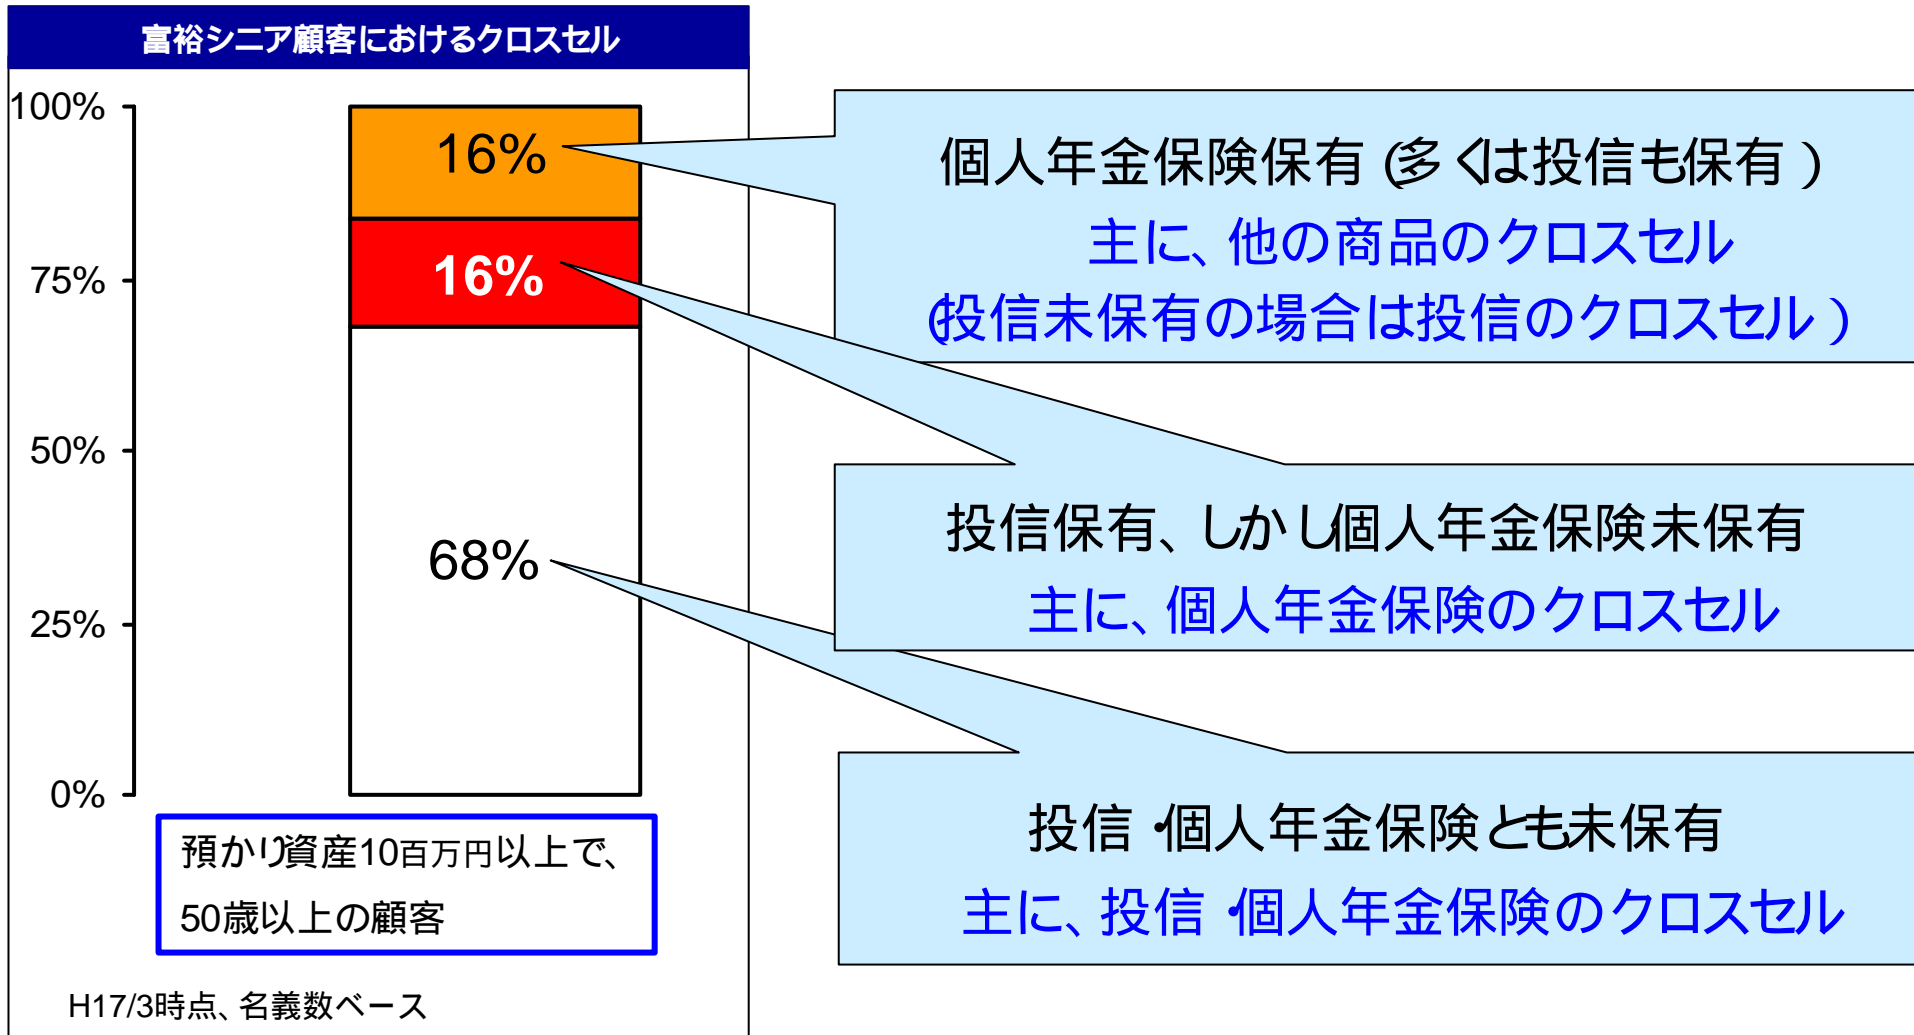 富裕シニア顧客におけるクロスセル
100%
75%
50%
25%
0%
16%
16%
68%
預かり資産10百万円以上で、
50歳以上の顧客
H17/3時点、名義数ベース
個人年金保険保有(多くは投信も保有)
主に、他の商品のクロスセル
(投信未保有の場合は投信のクロスセル)
投信保有、しかし個人年金保険未保有
主に、個人年金保険のクロスセル
投信・個人年金保険とも未保有
主に、投信・個人年金保険のクロスセル